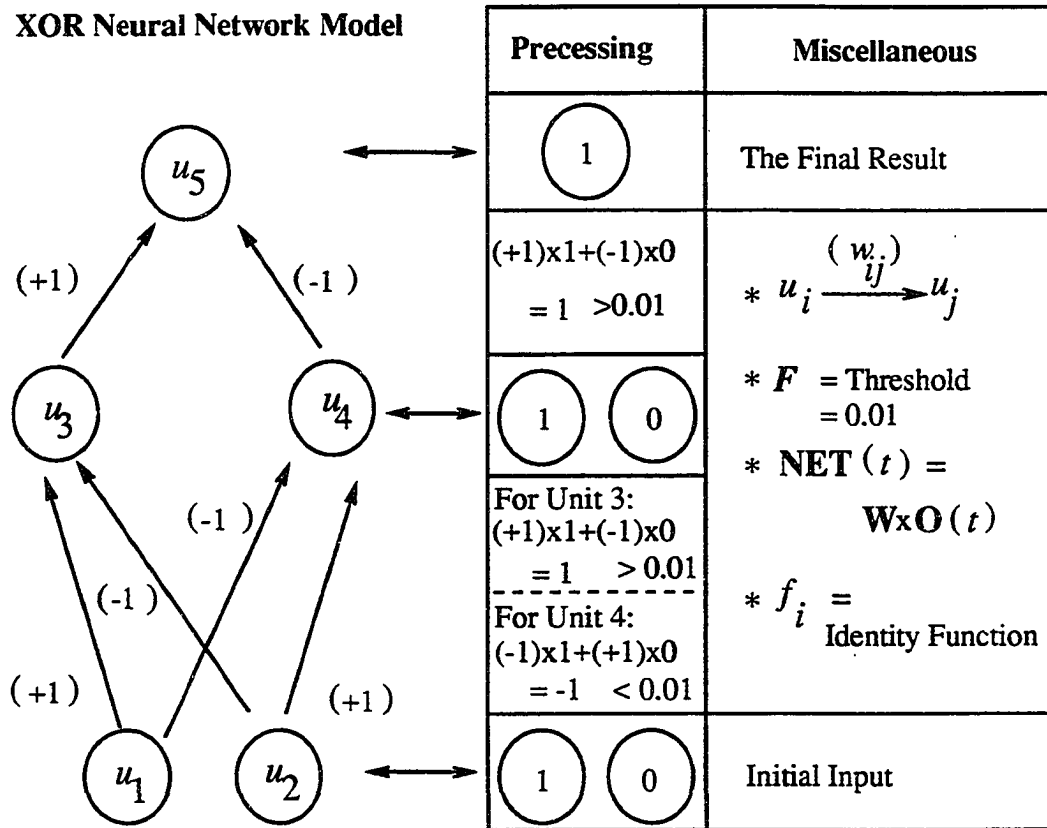 XOR Neural Network Model
Precessing
Miscellaneous
u5
1
The Final Result
(+1)
(-1)
(+1)x1+(-1)x0
= 1 >0.01
(wij)
* ui uj
u3
u4
1 0
* F = Threshold
= 0.01
* NET(t) =
WxO(t)
(-1)
(-1)
For Unit 3:
(+1)x1+(-1)x0
= 1 > 0.01
For Unit 4:
(-1)x1+(+1)x0
= -1 < 0.01
* fi =
Identity Function
(+1)
(+1)
u1
u2
1 0
Initial Input